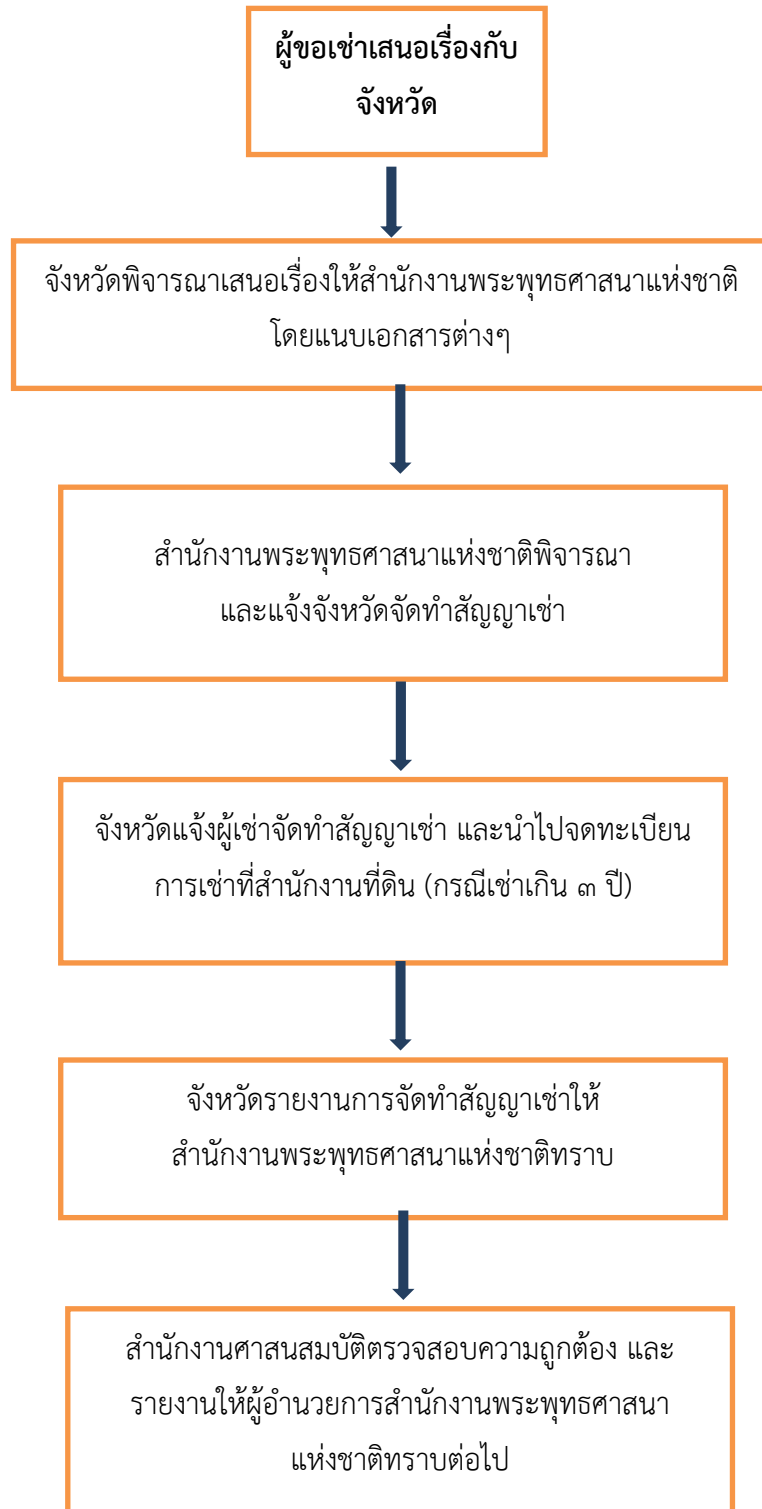 ผู้ขอเช่าเสนอเรื่องกับ
จังหวัด
จังหวัดพิจารณาเสนอเรื่องให้สำนักงานพระพุทธศาสนาแห่งชาติ
โดยแนบเอกสารต่างๆ
สำนักงานพระพุทธศาสนาแห่งชาติพิจารณา
และแจ้งจังหวัดจัดทำสัญญาเช่า
จังหวัดแจ้งผู้เช่าจัดทำสัญญาเช่า และนำไปจดทะเบียน
การเช่าที่สำนักงานที่ดิน (กรณีเช่าเกิน ๓ ปี)
จังหวัดรายงานการจัดทำสัญญาเช่าให้
สำนักงานพระพุทธศาสนาแห่งชาติทราบ
สำนักงานศาสนสมบัติตรวจสอบความถูกต้อง และ
รายงานให้ผู้อำนวยการสำนักงานพระพุทธศาสนา
แห่งชาติทราบต่อไป